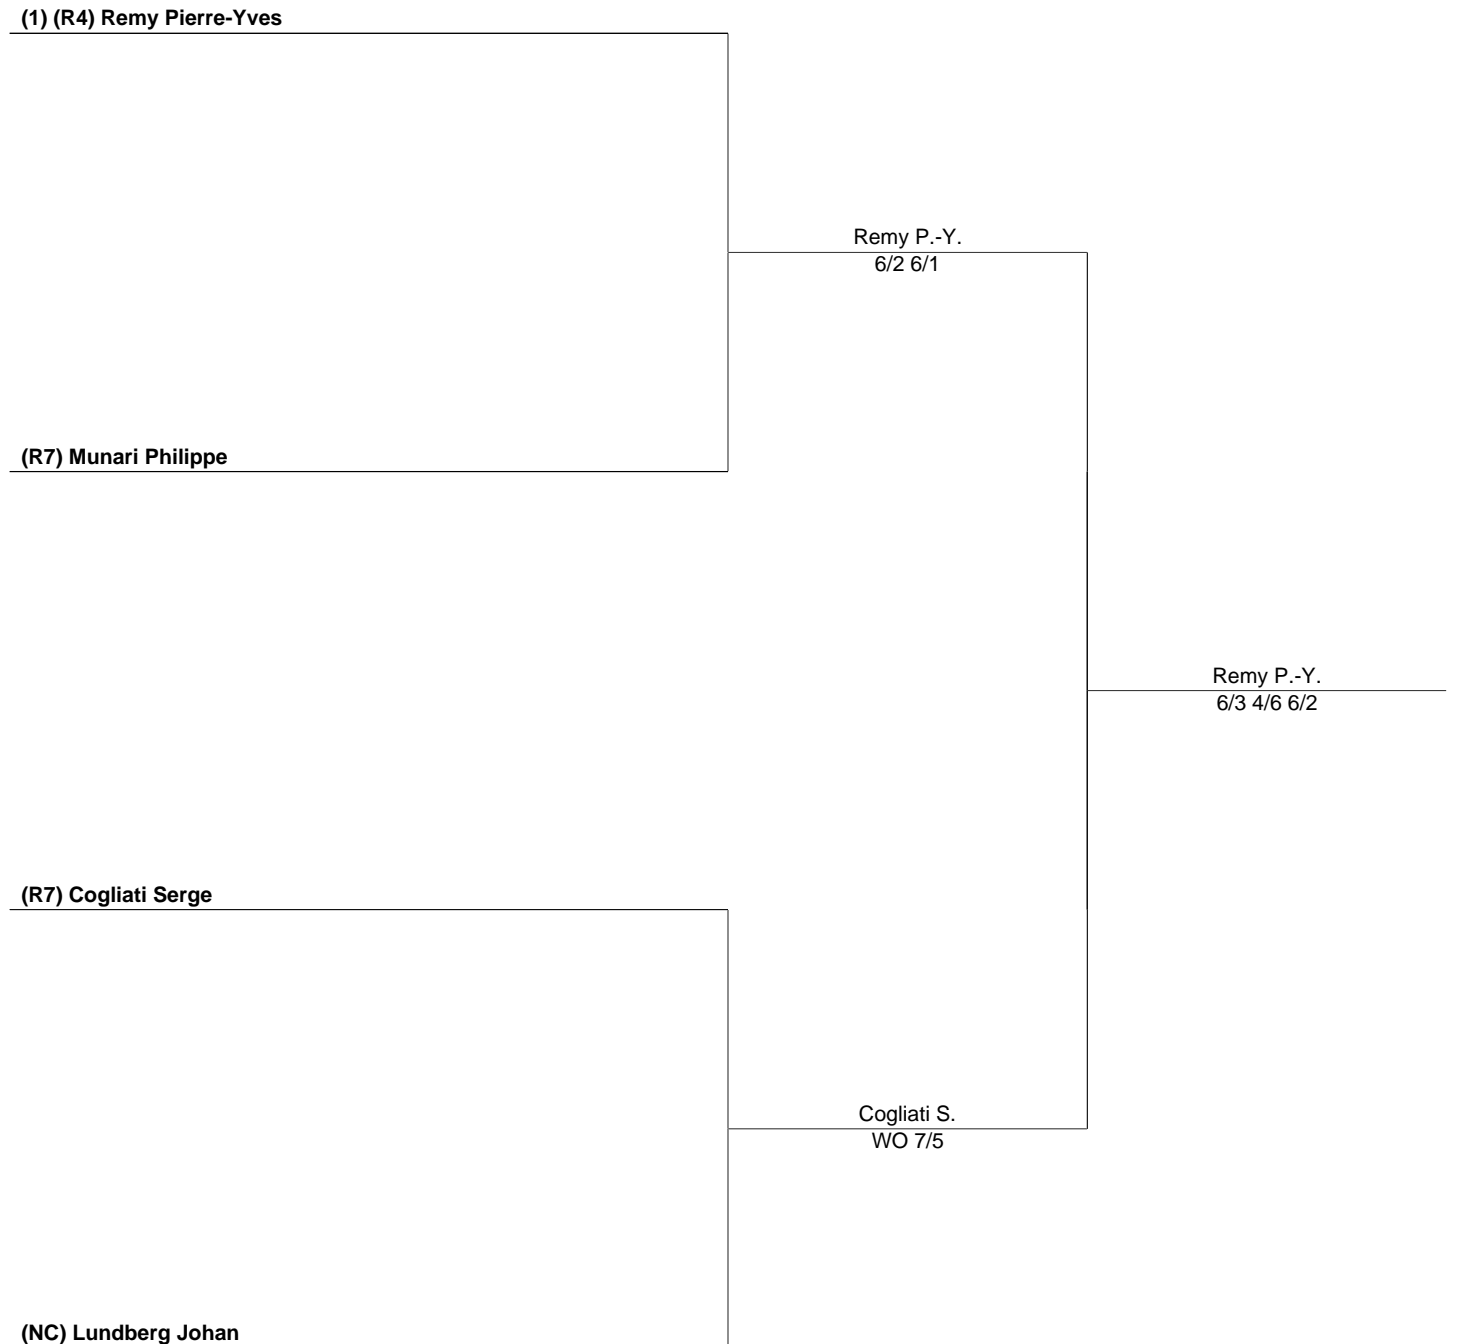 (1) (R4) Remy Pierre-Yves
Remy P.-Y.
6/2 6/1
(R7) Munari Philippe
Remy P.-Y.
6/3 4/6 6/2
(R7) Cogliati Serge
Cogliati S.
WO 7/5
(NC) Lundberg Johan